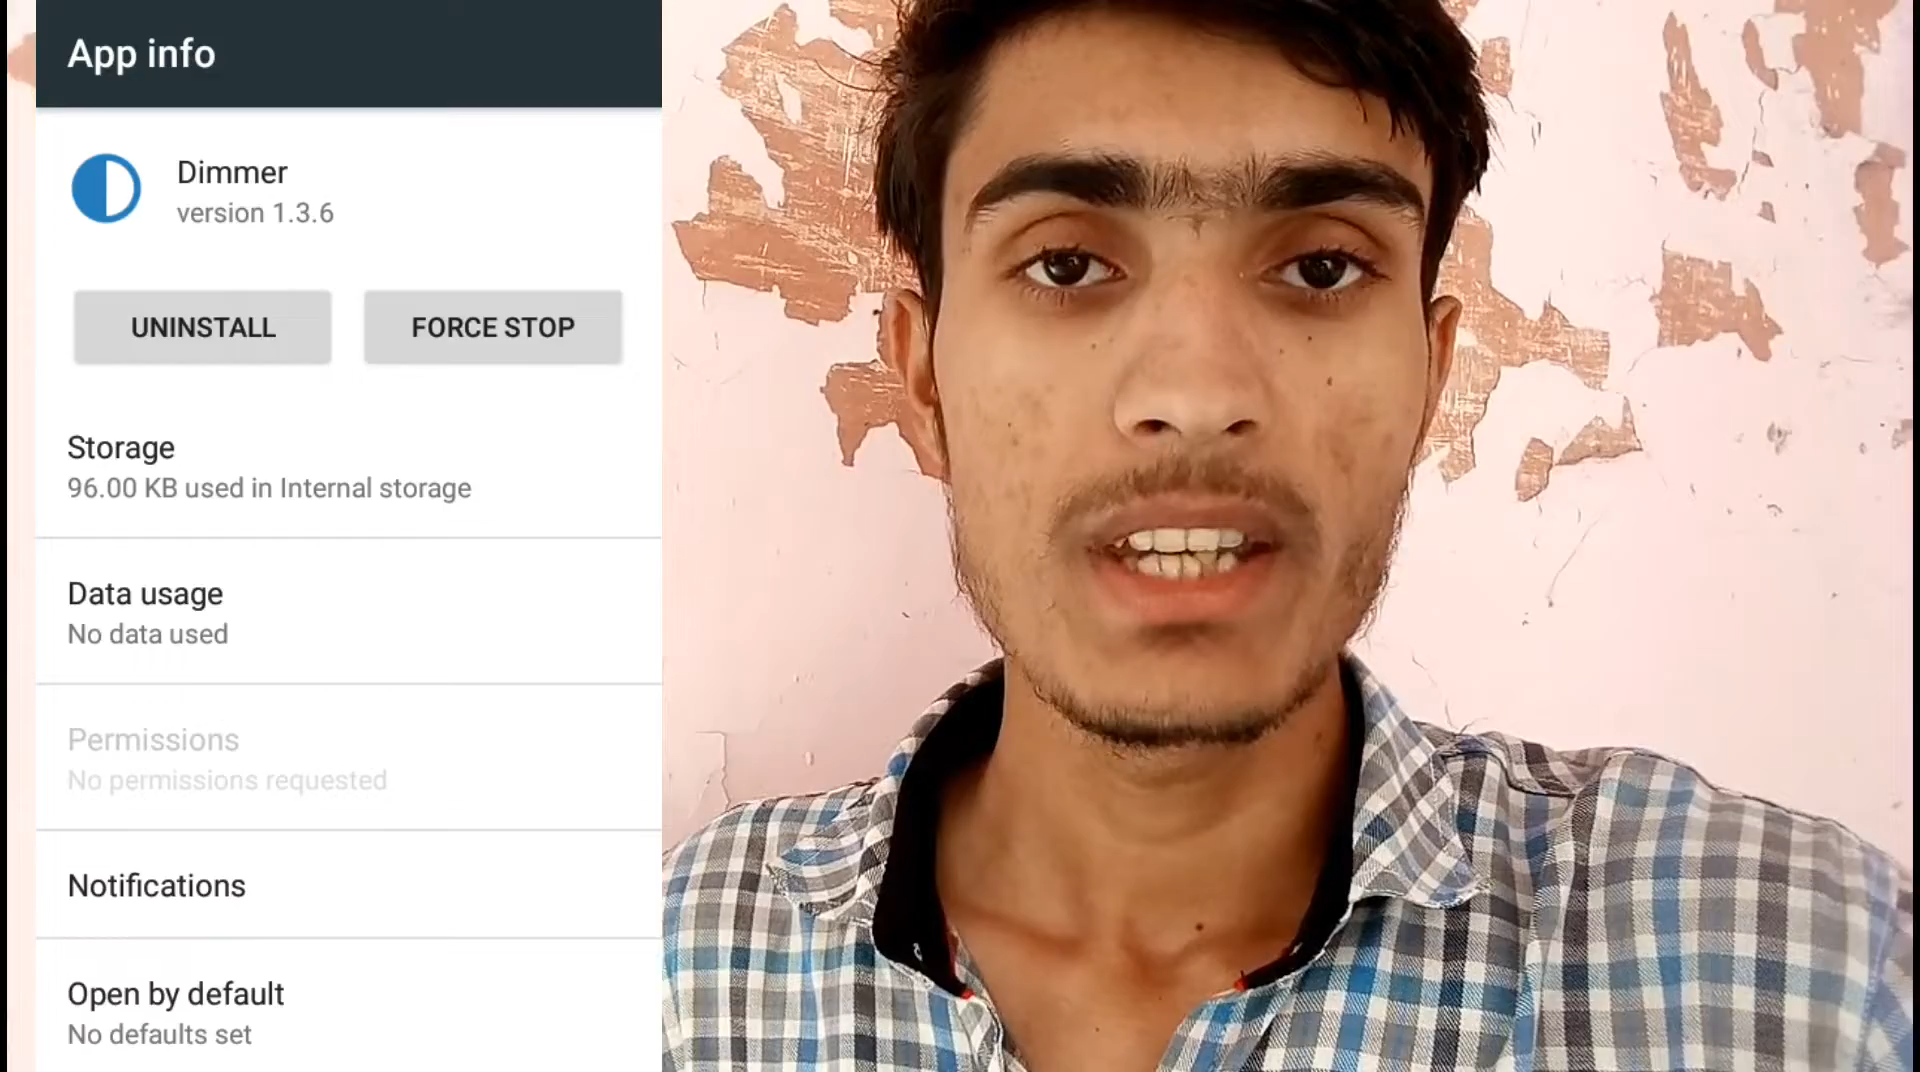 App info
Dimmer
version 1.3.6
UNINSTALL
FORCE STOP
Storage
96.00 KB used in Internal storage
Data usage
No data used
Permissions
No permissions requested
Notifications
Open by default
No defaults set